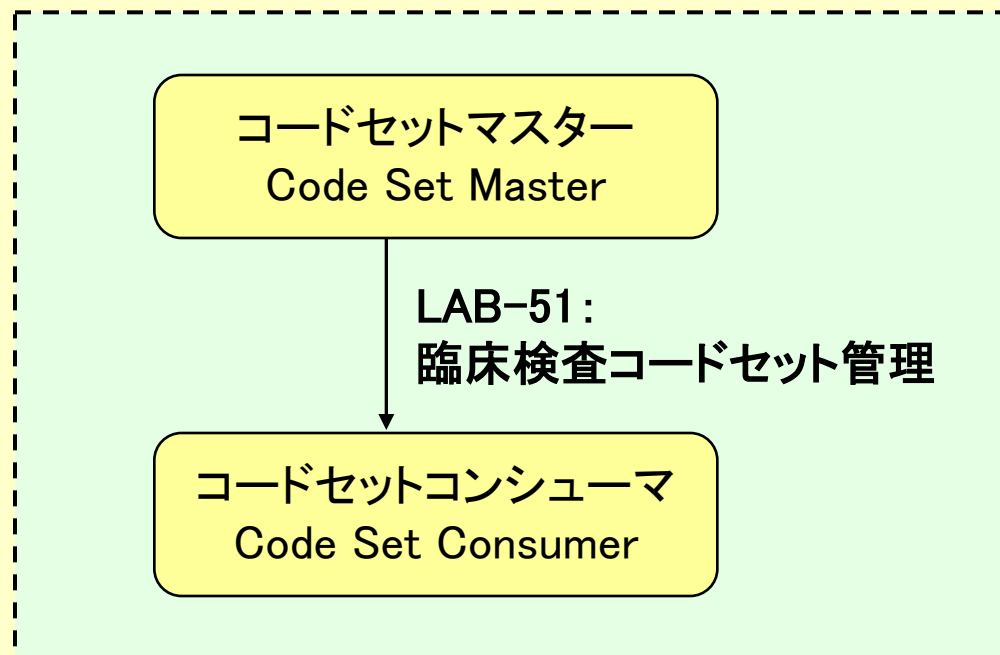 コードセットマスター
Code Set Master
LAB-51：
臨床検査コードセット管理
コードセットコンシューマ
Code Set Consumer